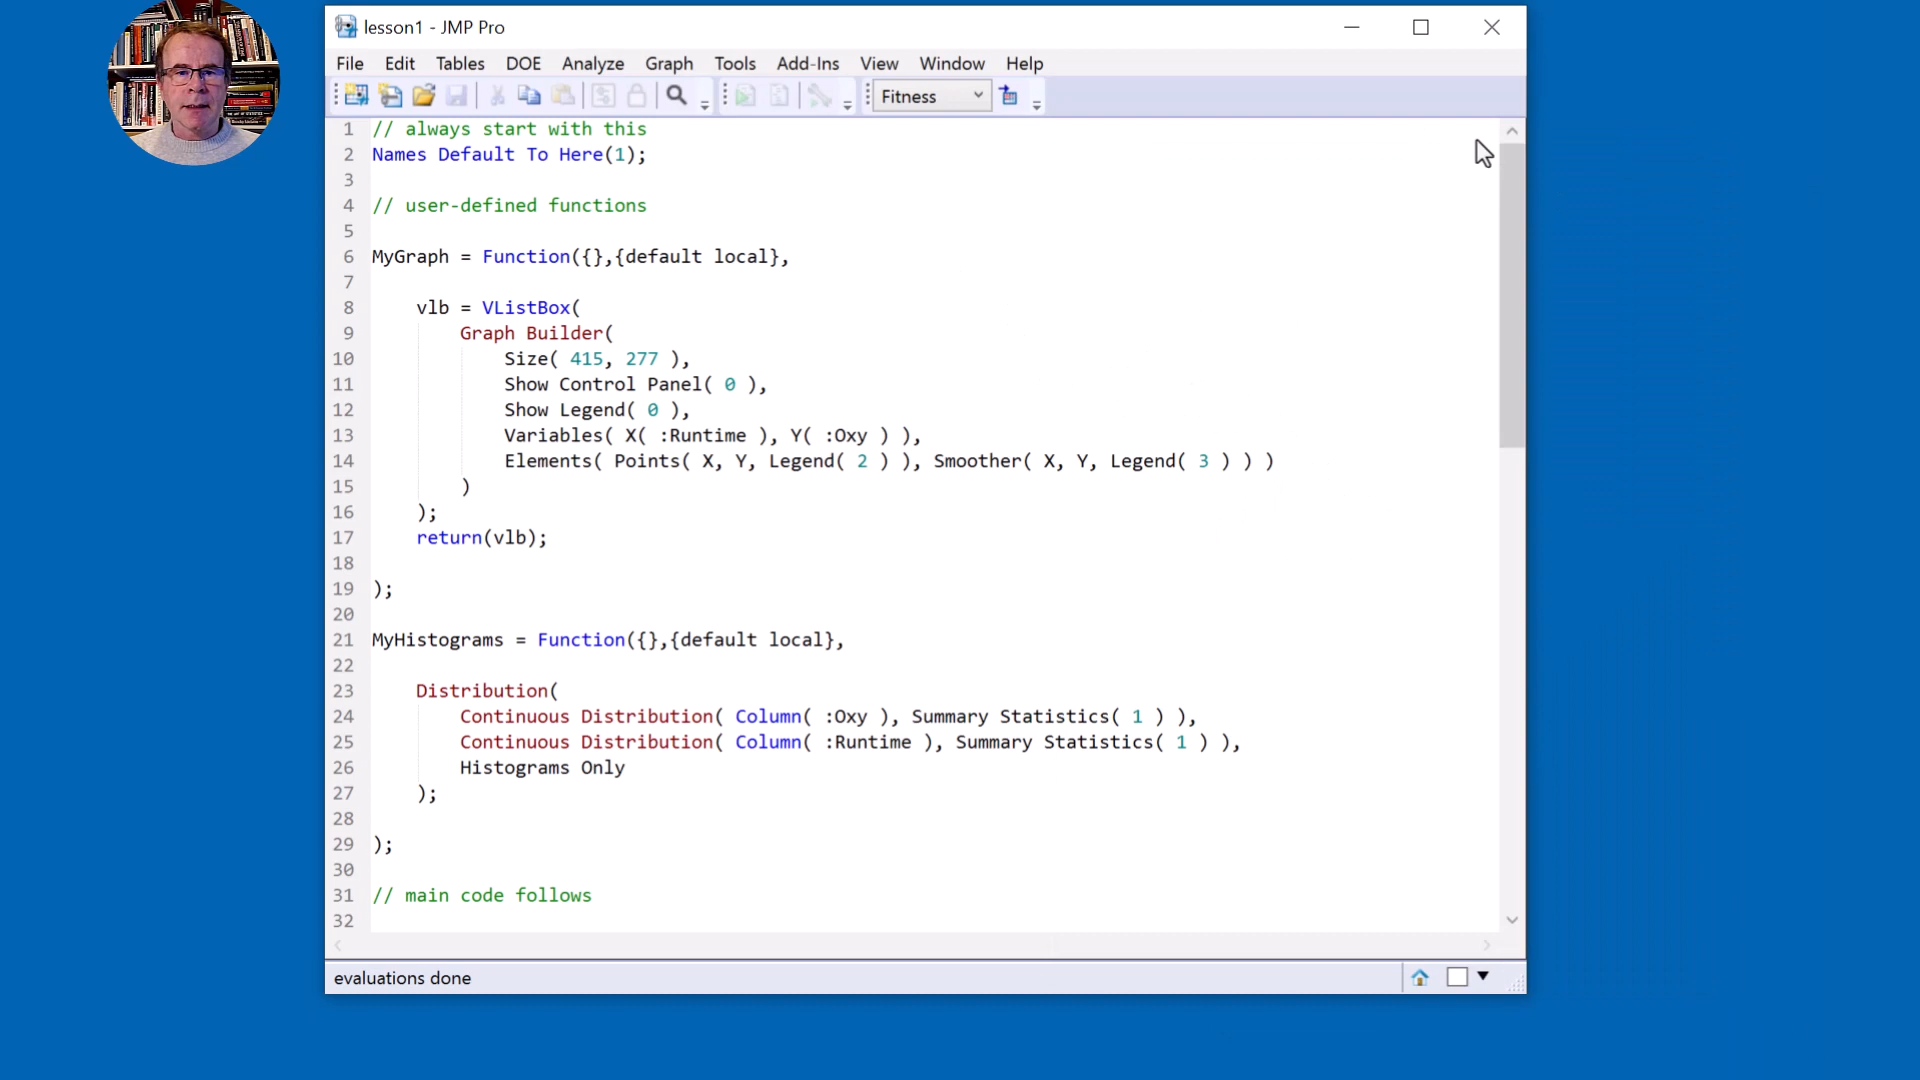 lesson1 - JMP Pro
File Edit Tables DOE Analyze Graph Tools Add-Ins View Window Help
Fitness
1 // always start with this
2 Names Default To Here(1);
3
4 // user-defined functions
5
6 MyGraph = Function({},{default local},
7
8 vlb = VListBox(
9 Graph Builder(
10 Size( 415, 277 ),
11 Show Control Panel( 0 ),
12 Show Legend( 0 ),
13 Variables( X( :Runtime ), Y( :Oxy ) ),
14 Elements( Points( X, Y, Legend( 2 ) ), Smoother( X, Y, Legend( 3 ) ) )
15 )
16 );
17 return(vlb);
18
19 );
20
21 MyHistograms = Function({},{default local},
22
23 Distribution(
24 Continuous Distribution( Column( :Oxy ), Summary Statistics( 1 ) ),
25 Continuous Distribution( Column( :Runtime ), Summary Statistics( 1 ) ),
26 Histograms Only
27 );
28
29 );
30
31 // main code follows
32
evaluations done